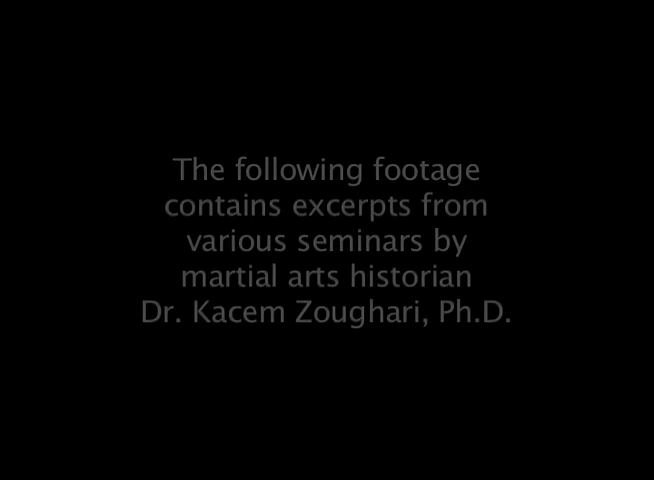 The following footage
contains excerpts from
various seminars by
martial arts historian
Dr. Kacem Zoughari, Ph.D.